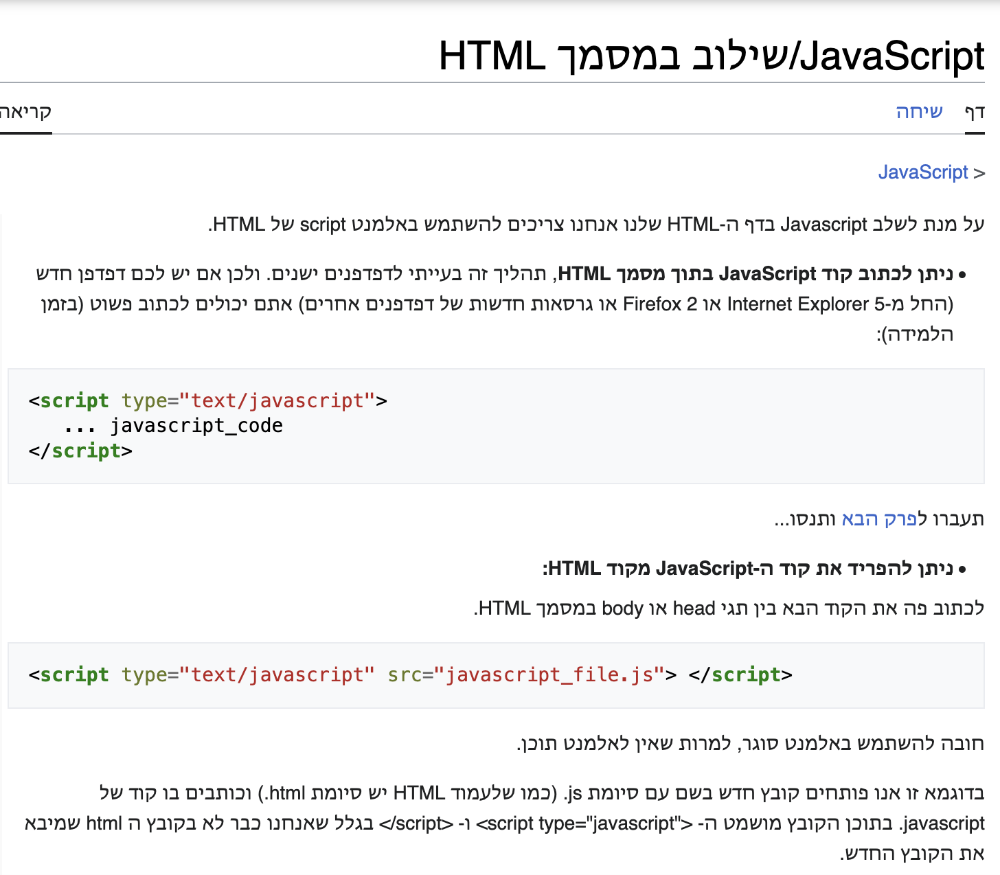 JavaScript/שילוב במסמך HTML
דף שיחה קריאה
< JavaScript
על מנת לשלב Javascript בדף ה-HTML שלנו אנחנו צריכים להשתמש באלמנט script של HTML.
• ניתן לכתוב קוד JavaScript בתוך מסמך HTML, תהליך זה בעייתי לדפדפנים ישנים. ולכן אם יש לכם דפדפן חדש
(החל מ-Internet Explorer 5 או Firefox 2 או גרסאות חדשות של דפדפנים אחרים) אתם יכולים לכתוב פשוט (בזמן
הלמידה):
<script type="text/javascript">
   ... javascript_code
</script>
תעברו לפרק הבא ותנסו...
• ניתן להפריד את קוד ה-JavaScript מקוד HTML:
לכתוב פה את הקוד הבא בין תגי head או body במסמך HTML.
<script type="text/javascript" src="javascript_file.js"> </script>
חובה להשתמש באלמנט סוגר, למרות שאין לאלמנט תוכן.
בדוגמא זו אנו פותחים קובץ חדש בשם עם סיומת js. (כמו שלעמוד HTML יש סיומת html.) וכותבים בו קוד של
javascript. בתוכן הקובץ מושמט ה- <script type="javascript"> ו- </script> בגלל שאנחנו כבר לא בקובץ ה html שמיבא
את הקובץ החדש.